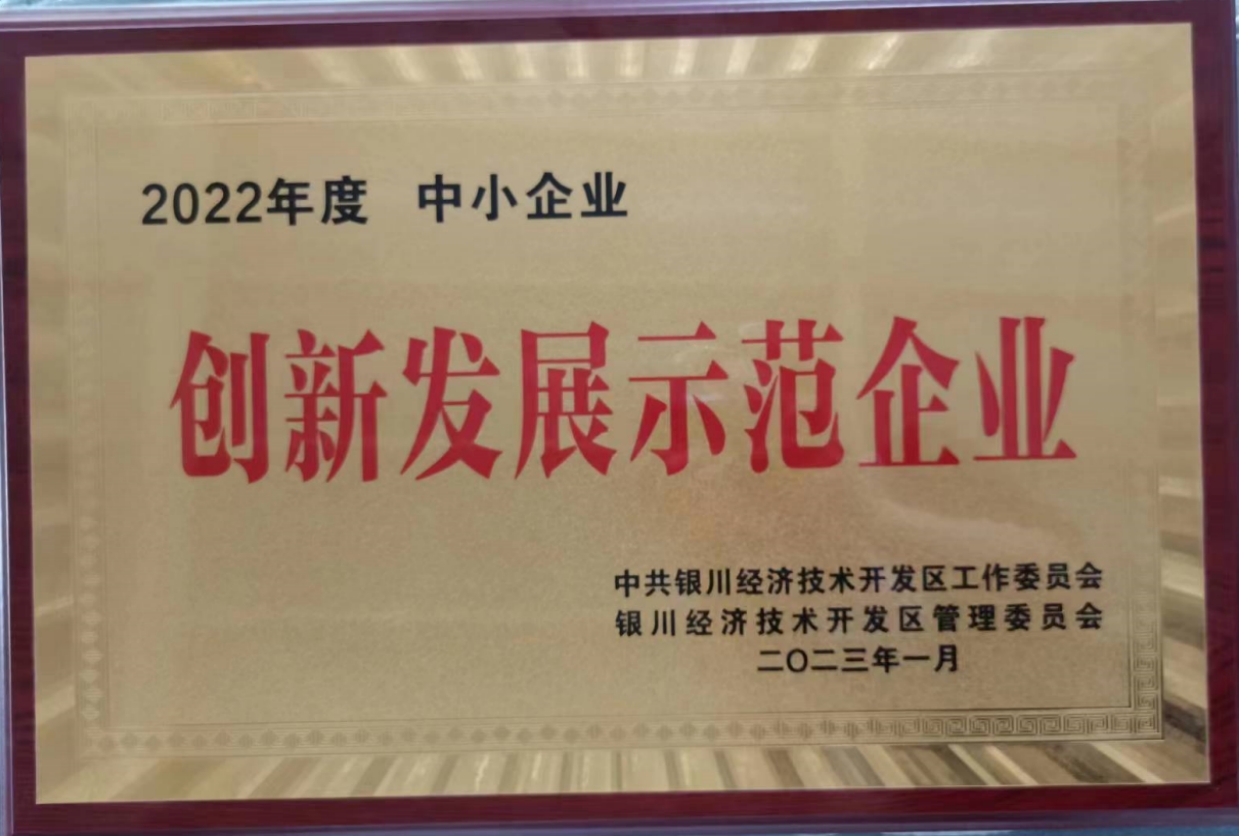 2022年度 中小企业
创新发展示范企业
中共银川经济技术开发区工作委员会
银川经济技术开发区管理委员会
二〇二三年一月